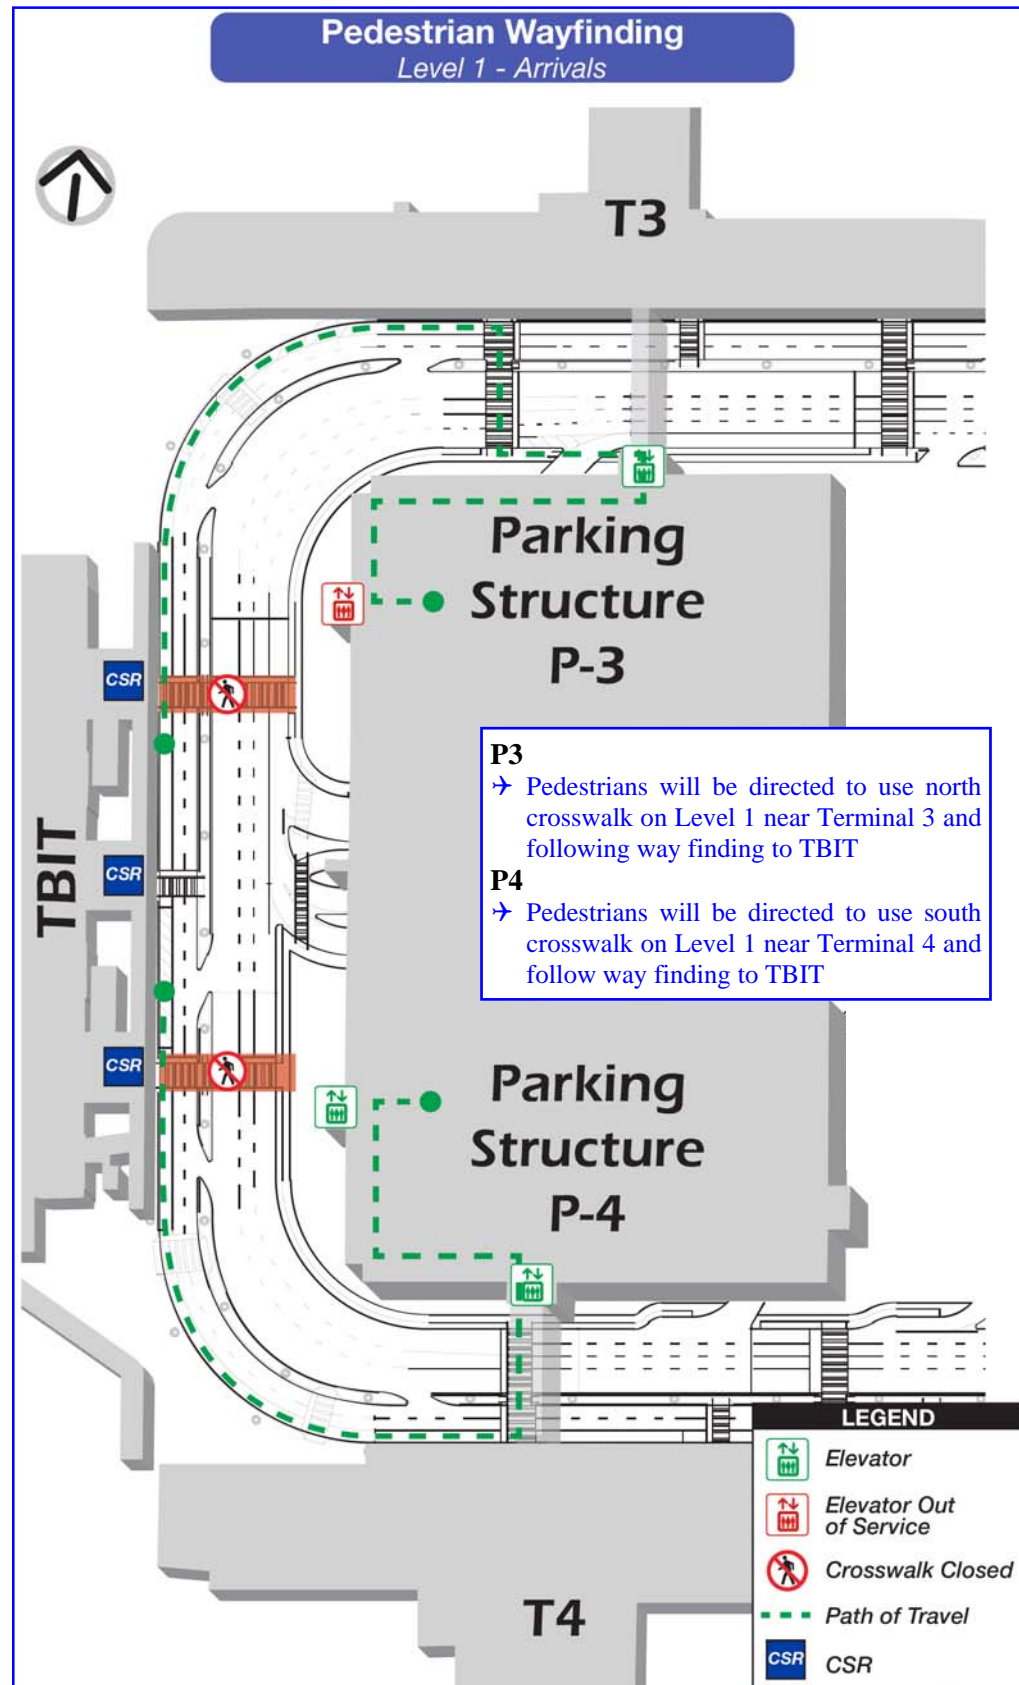 Pedestrian Wayfinding
Level 1 - Arrivals
T3
Parking
Structure
P-3
CSR
P3
✈ Pedestrians will be directed to use north
crosswalk on Level 1 near Terminal 3 and
following way finding to TBIT
P4
✈ Pedestrians will be directed to use south
crosswalk on Level 1 near Terminal 4 and
follow way finding to TBIT
TBIT
CSR
CSR
Parking
Structure
P-4
T4
LEGEND
Elevator
Elevator Out
of Service
Crosswalk Closed
Path of Travel
CSR CSR